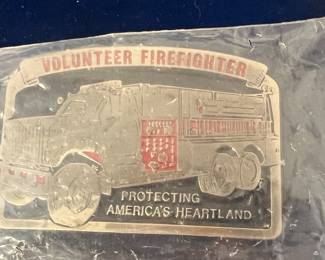 VOLUNTEER FIREFIGHTER
PROTECTING
AMERICA'S HEARTLAND